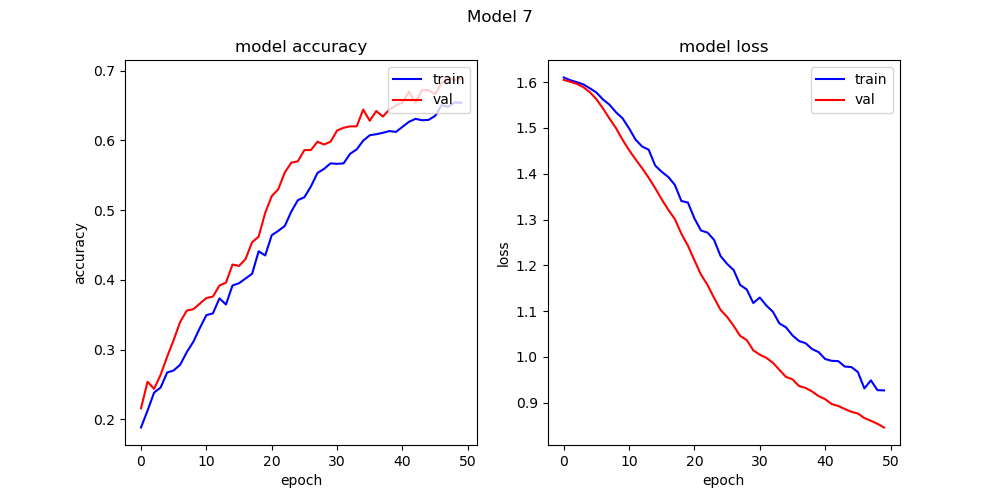 Model 7
model accuracy
train
val
0.7
0.6
0.5
0.4
0.3
0.2
accuracy
0 10 20 30 40 50
epoch
model loss
train
val
1.6
1.5
1.4
1.3
1.2
1.1
1.0
0.9
loss
0 10 20 30 40 50
epoch